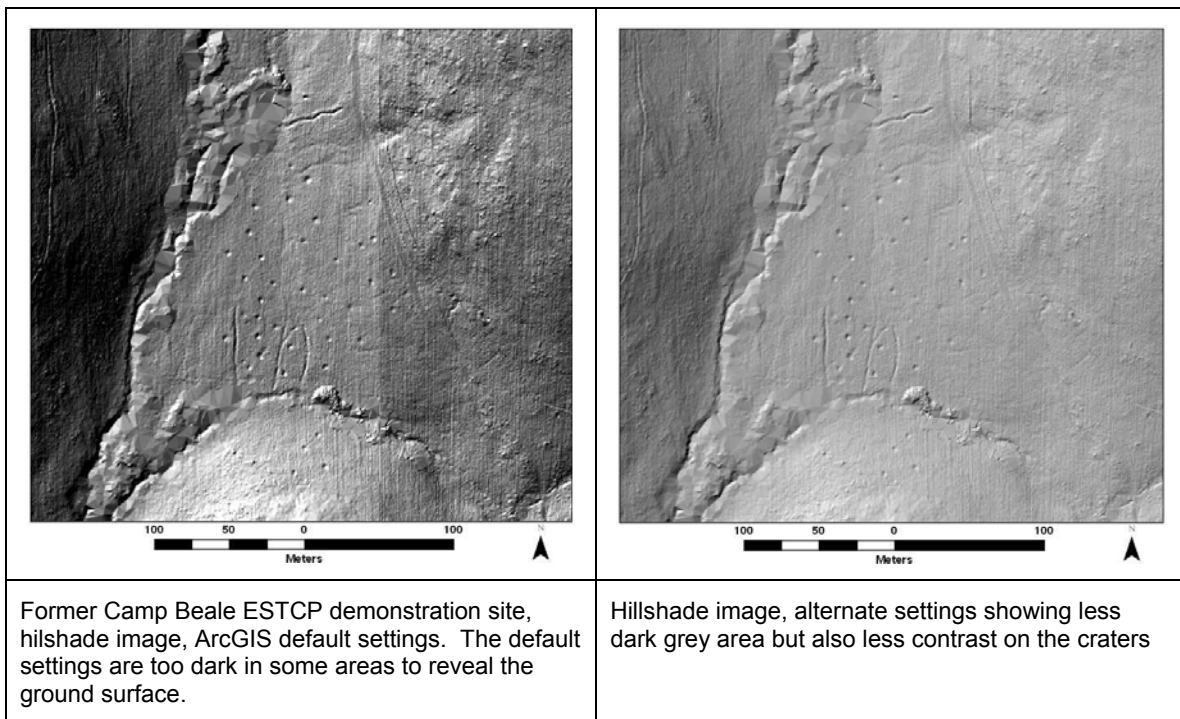 100 50 0 100
Meters
N
100 50 0 100
Meters
N
Former Camp Beale ESTCP demonstration site,
hilshade image, ArcGIS default settings. The default
settings are too dark in some areas to reveal the
ground surface.
Hillshade image, alternate settings showing less
dark grey area but also less contrast on the craters